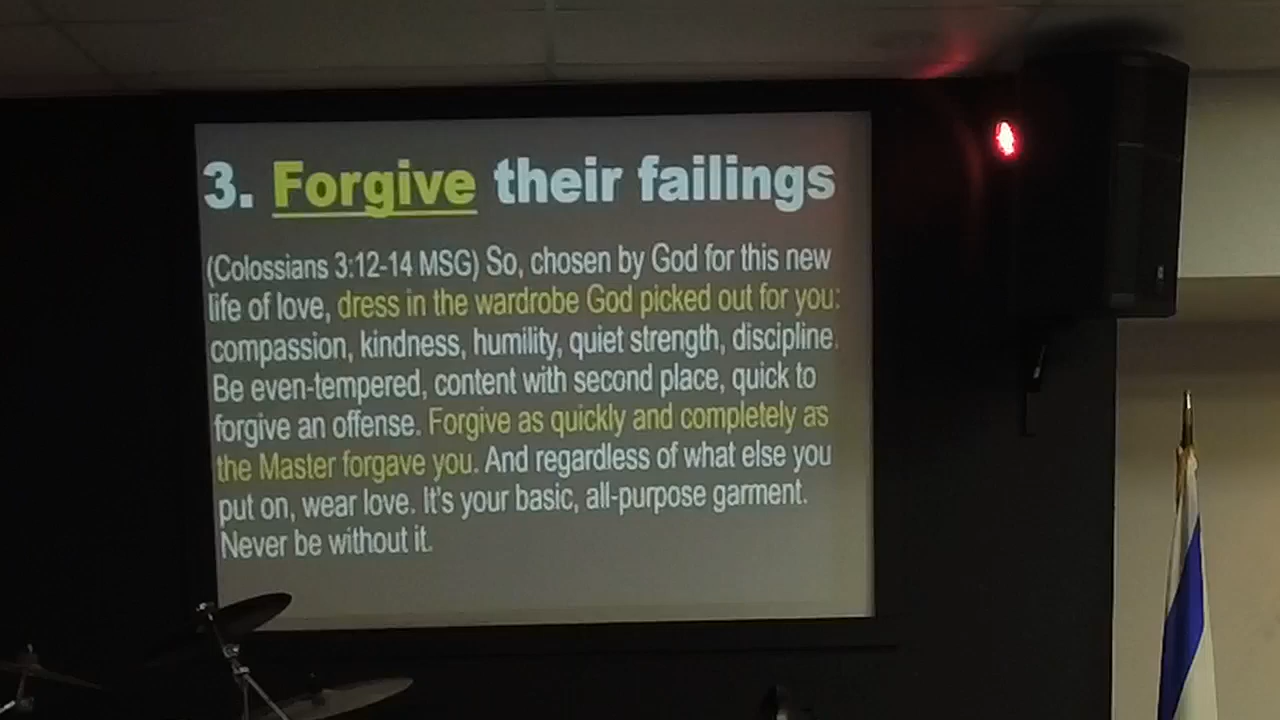 3. Forgive their failings
(Colossians 3:12-14 MSG) So, chosen by God for this new
life of love, dress in the wardrobe God picked out for you:
compassion, kindness, humility, quiet strength, discipline.
Be even-tempered, content with second place, quick to
forgive an offense. Forgive as quickly and completely as
the Master forgave you. And regardless of what else you
put on, wear love. It's your basic, all-purpose garment.
Never be without it.